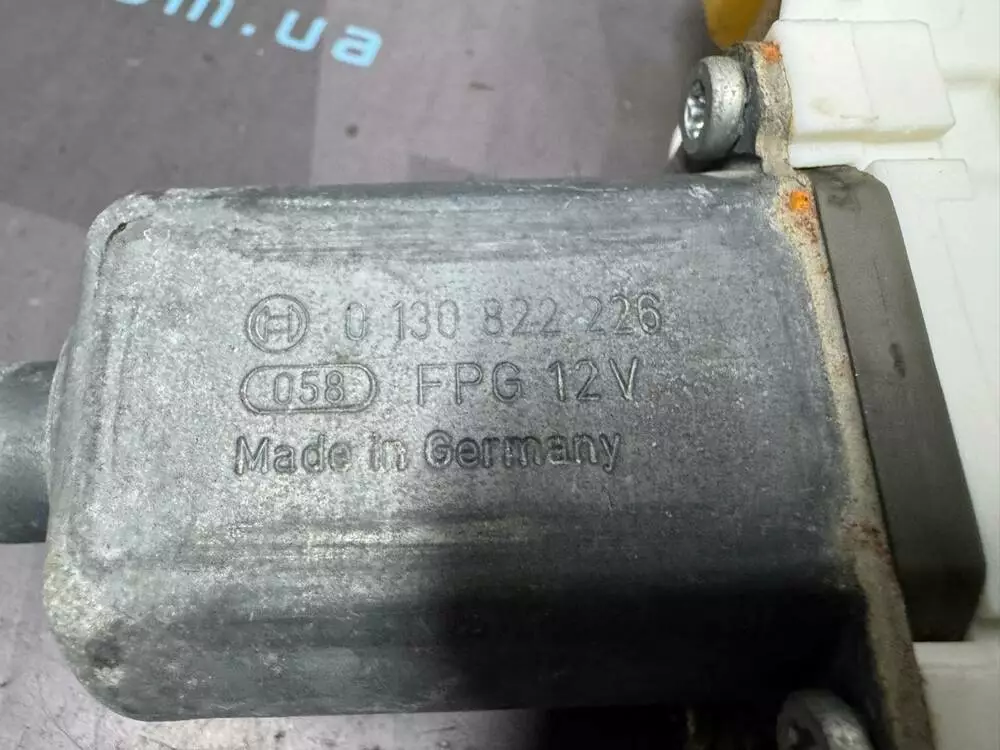 m.ua
0 130 822 226
058 FPG 12V
Made in Germany